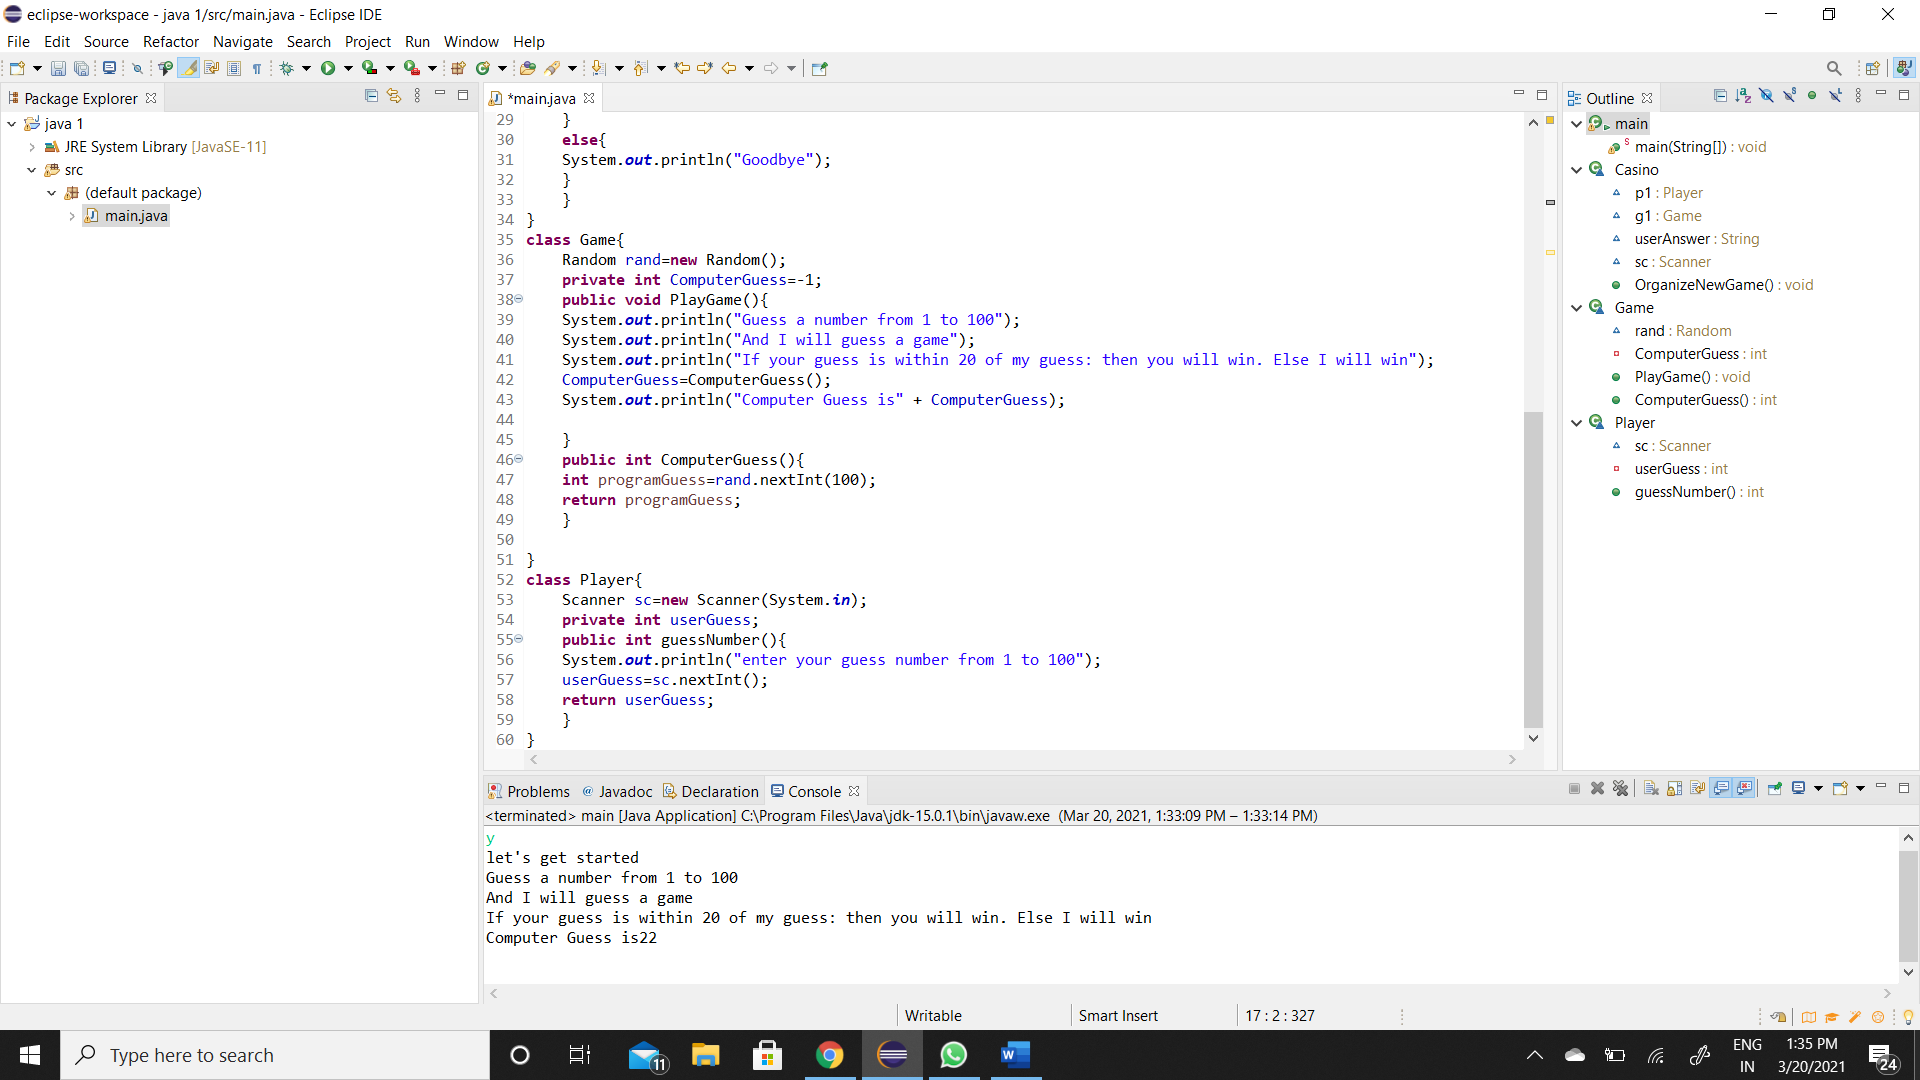 eclipse-workspace - java 1/src/main.java - Eclipse IDE
File Edit Source Refactor Navigate Search Project Run Window Help
Package Explorer
java 1
JRE System Library [JavaSE-11]
src
(default package)
main.java
*main.java
29 }
30 else{
31 System.out.println("Goodbye");
32 }
33 }
34 }
35 class Game{
36 Random rand=new Random();
37 private int ComputerGuess=-1;
38 public void PlayGame(){
39 System.out.println("Guess a number from 1 to 100");
40 System.out.println("And I will guess a game");
41 System.out.println("If your guess is within 20 of my guess: then you will win. Else I will win");
42 ComputerGuess=ComputerGuess();
43 System.out.println("Computer Guess is" + ComputerGuess);
44
45 }
46 public int ComputerGuess(){
47 int programGuess=rand.nextInt(100);
48 return programGuess;
49 }
50
51 }
52 class Player{
53 Scanner sc=new Scanner(System.in);
54 private int userGuess;
55 public int guessNumber(){
56 System.out.println("enter your guess number from 1 to 100");
57 userGuess=sc.nextInt();
58 return userGuess;
59 }
60 }
Outline
main
main(String[]) : void
Casino
p1 : Player
g1 : Game
userAnswer : String
sc : Scanner
OrganizeNewGame() : void
Game
rand : Random
ComputerGuess : int
PlayGame() : void
ComputerGuess() : int
Player
sc : Scanner
userGuess : int
guessNumber() : int
Problems Javadoc Declaration Console
<terminated> main [Java Application] C:\Program Files\Java\jdk-15.0.1\bin\javaw.exe (Mar 20, 2021, 1:33:09 PM – 1:33:14 PM)
y
let's get started
Guess a number from 1 to 100
And I will guess a game
If your guess is within 20 of my guess: then you will win. Else I will win
Computer Guess is22
Writable Smart Insert 17 : 2 : 327
Type here to search
11
ENG
IN
1:35 PM
3/20/2021
24